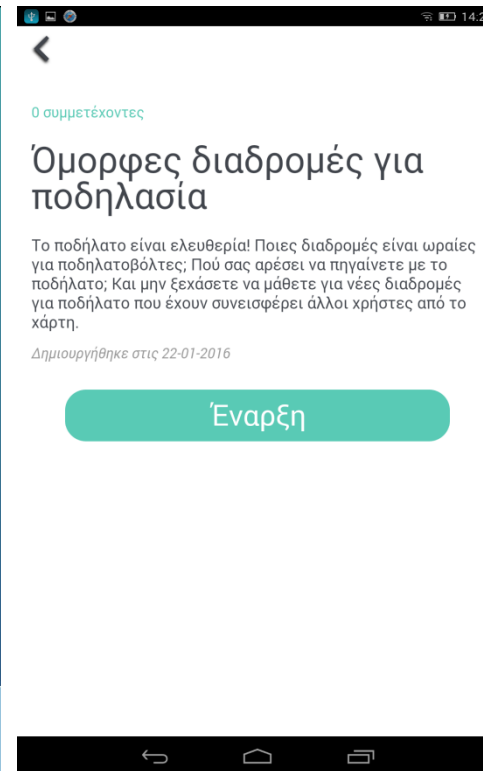 0 συμμετέχοντες
Όμορφες διαδρομές για
ποδηλασία
Το ποδήλατο είναι ελευθερία! Ποιες διαδρομές είναι ωραίες
για ποδηλατοβόλτες; Πού σας αρέσει να πηγαίνετε με το
ποδήλατο; Και μην ξεχάσετε να μάθετε για νέες διαδρομές
για ποδήλατο που έχουν συνεισφέρει άλλοι χρήστες από το
χάρτη.
Δημιουργήθηκε στις 22-01-2016
Έναρξη